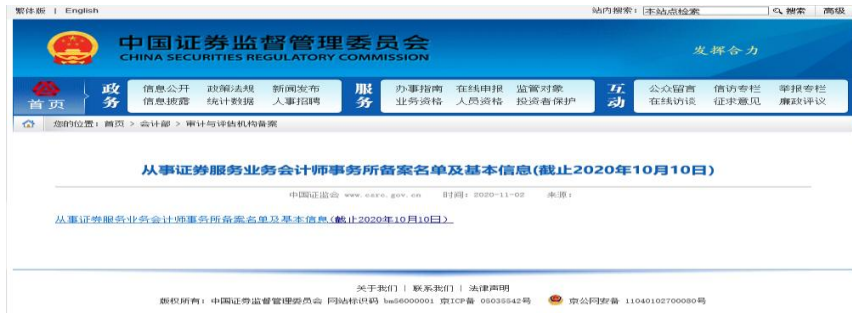 繁体版 | English
站内搜索: 本站点检索 搜索 高级
中国证券监督管理委员会
CHINA SECURITIES REGULATORY COMMISSION
发挥合力
首页
政务
信息公开 政策法规 新闻发布
信息披露 统计数据 人事招聘
服务
办事指南 在线申报 监管对象
业务资格 人员资格 投资者保护
互动
公众留言 信访专栏 举报专栏
在线访谈 征求意见 廉政评议
您的位置: 首页 > 会计部 > 审计与评估机构备案
从事证券服务业务会计师事务所备案名单及基本信息(截止2020年10月10日)
中国证监会 www.csrc.gov.cn 时间: 2020-11-02 来源:
从事证券服务业务会计师事务所备案名单及基本信息(截止2020年10月10日)
关于我们 | 联系我们 | 法律声明
版权所有: 中国证券监督管理委员会 网站标识码 bm56000001 京ICP备 05035542号 京公网安备 11040102700080号